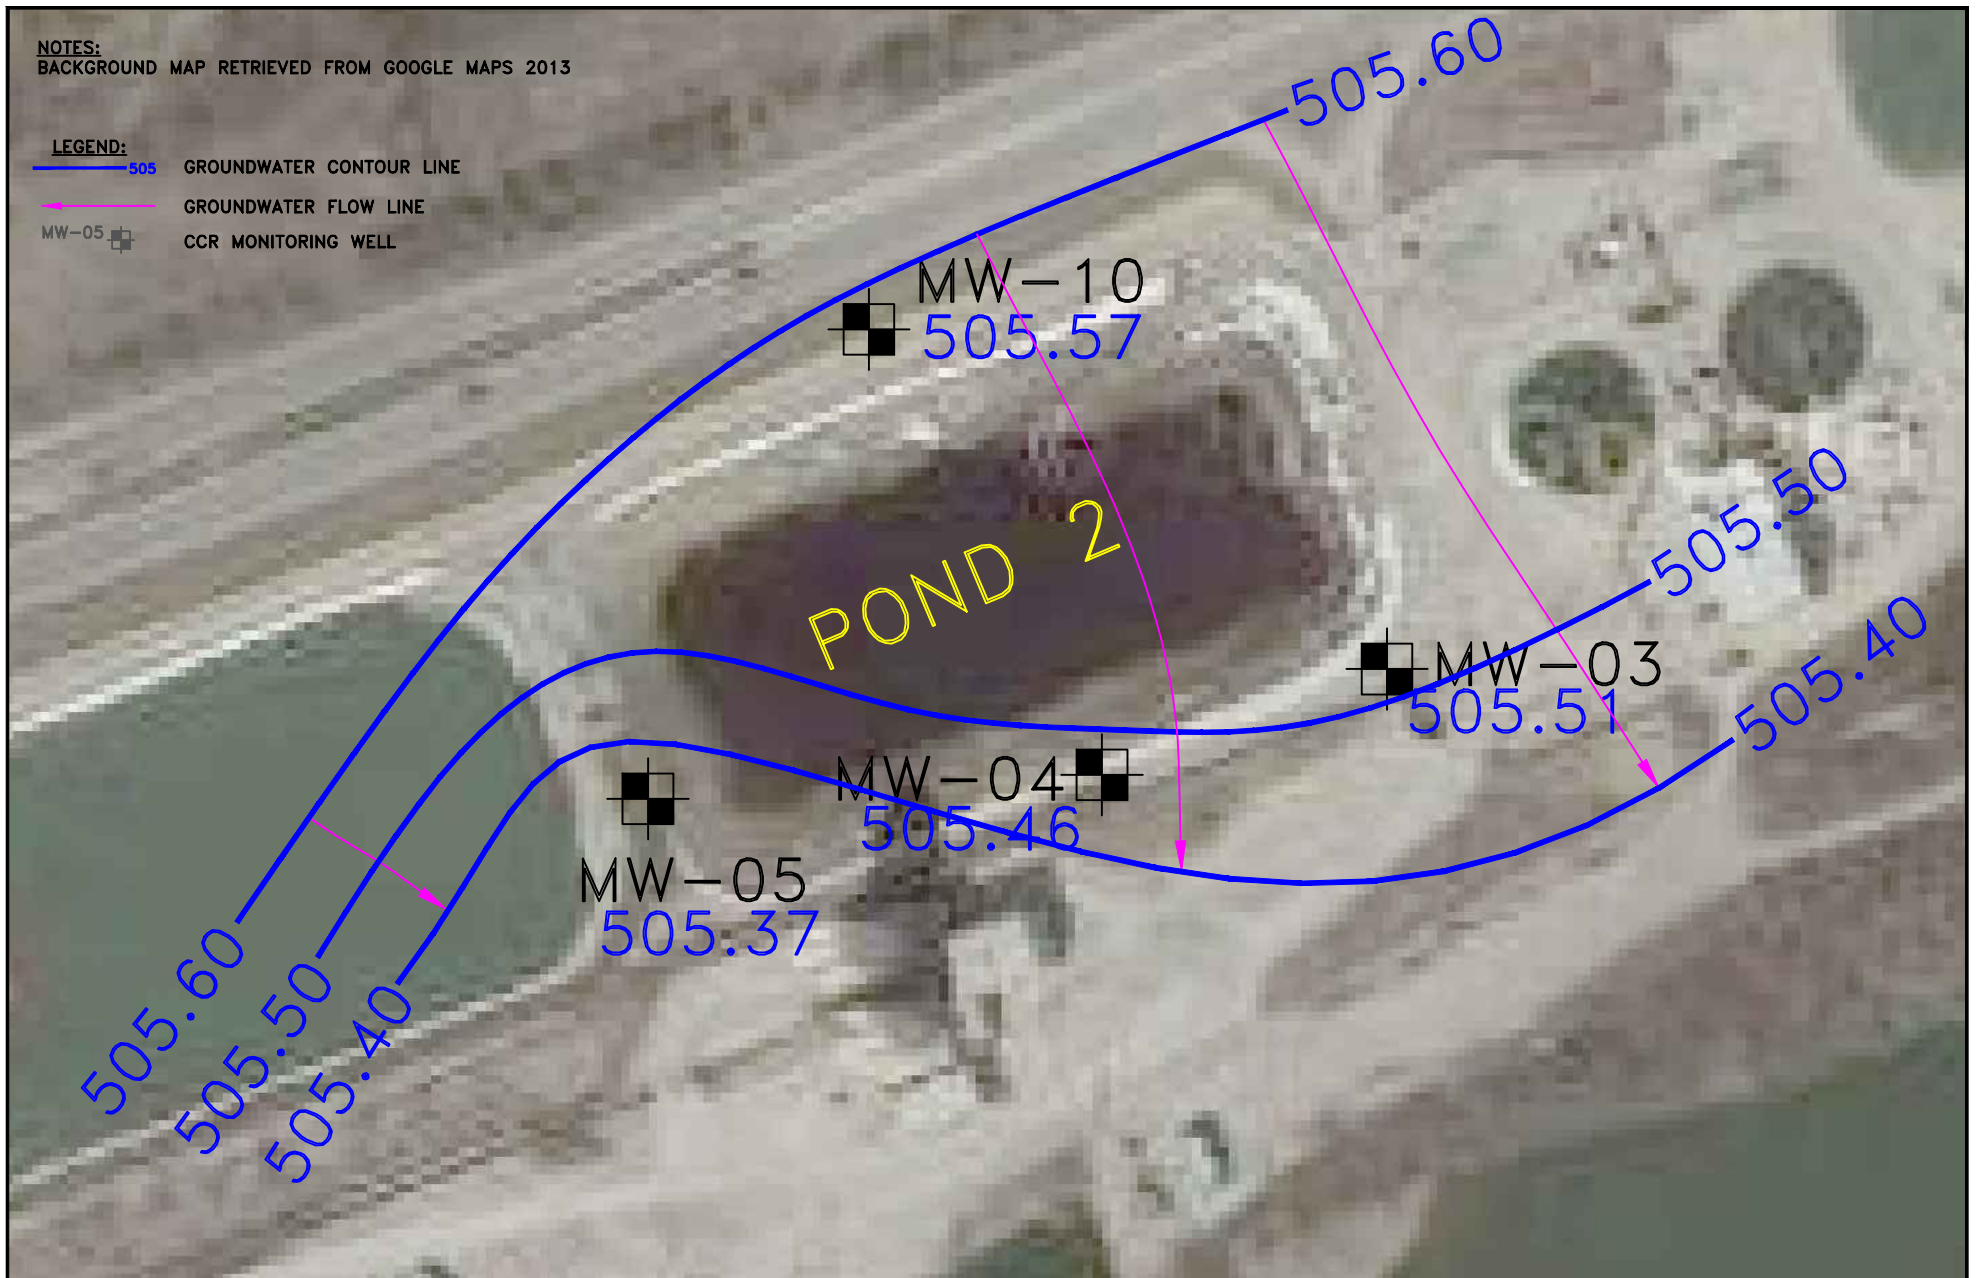 NOTES:
BACKGROUND MAP RETRIEVED FROM GOOGLE MAPS 2013
LEGEND:
505 GROUNDWATER CONTOUR LINE
GROUNDWATER FLOW LINE
MW-05 CCR MONITORING WELL
505.60
MW-10
505.57
POND 2
505.50
MW-03
505.51
505.40
MW-04
505.46
MW-05
505.37
505.60
505.50
505.40